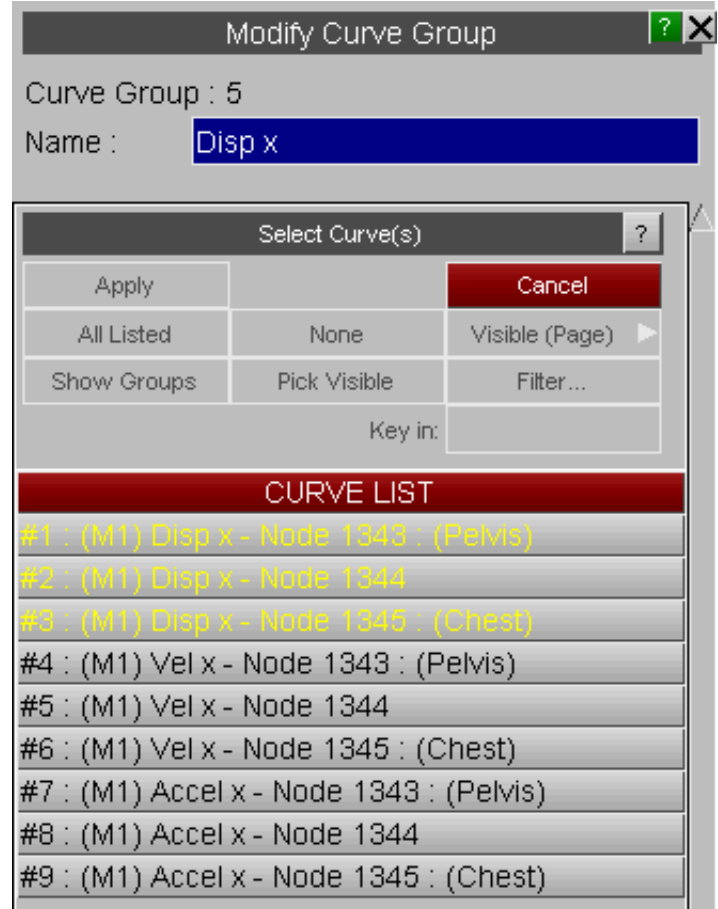 Modify Curve Group ? X
Curve Group : 5
Name : Disp x
Select Curve(s) ?
Apply Cancel
All Listed None Visible (Page)
Show Groups Pick Visible Filter...
Key in:
CURVE LIST
#1 : (M1) Disp x - Node 1343 : (Pelvis)
#2 : (M1) Disp x - Node 1344
#3 : (M1) Disp x - Node 1345 : (Chest)
#4 : (M1) Vel x - Node 1343 : (Pelvis)
#5 : (M1) Vel x - Node 1344
#6 : (M1) Vel x - Node 1345 : (Chest)
#7 : (M1) Accel x - Node 1343 : (Pelvis)
#8 : (M1) Accel x - Node 1344
#9 : (M1) Accel x - Node 1345 : (Chest)